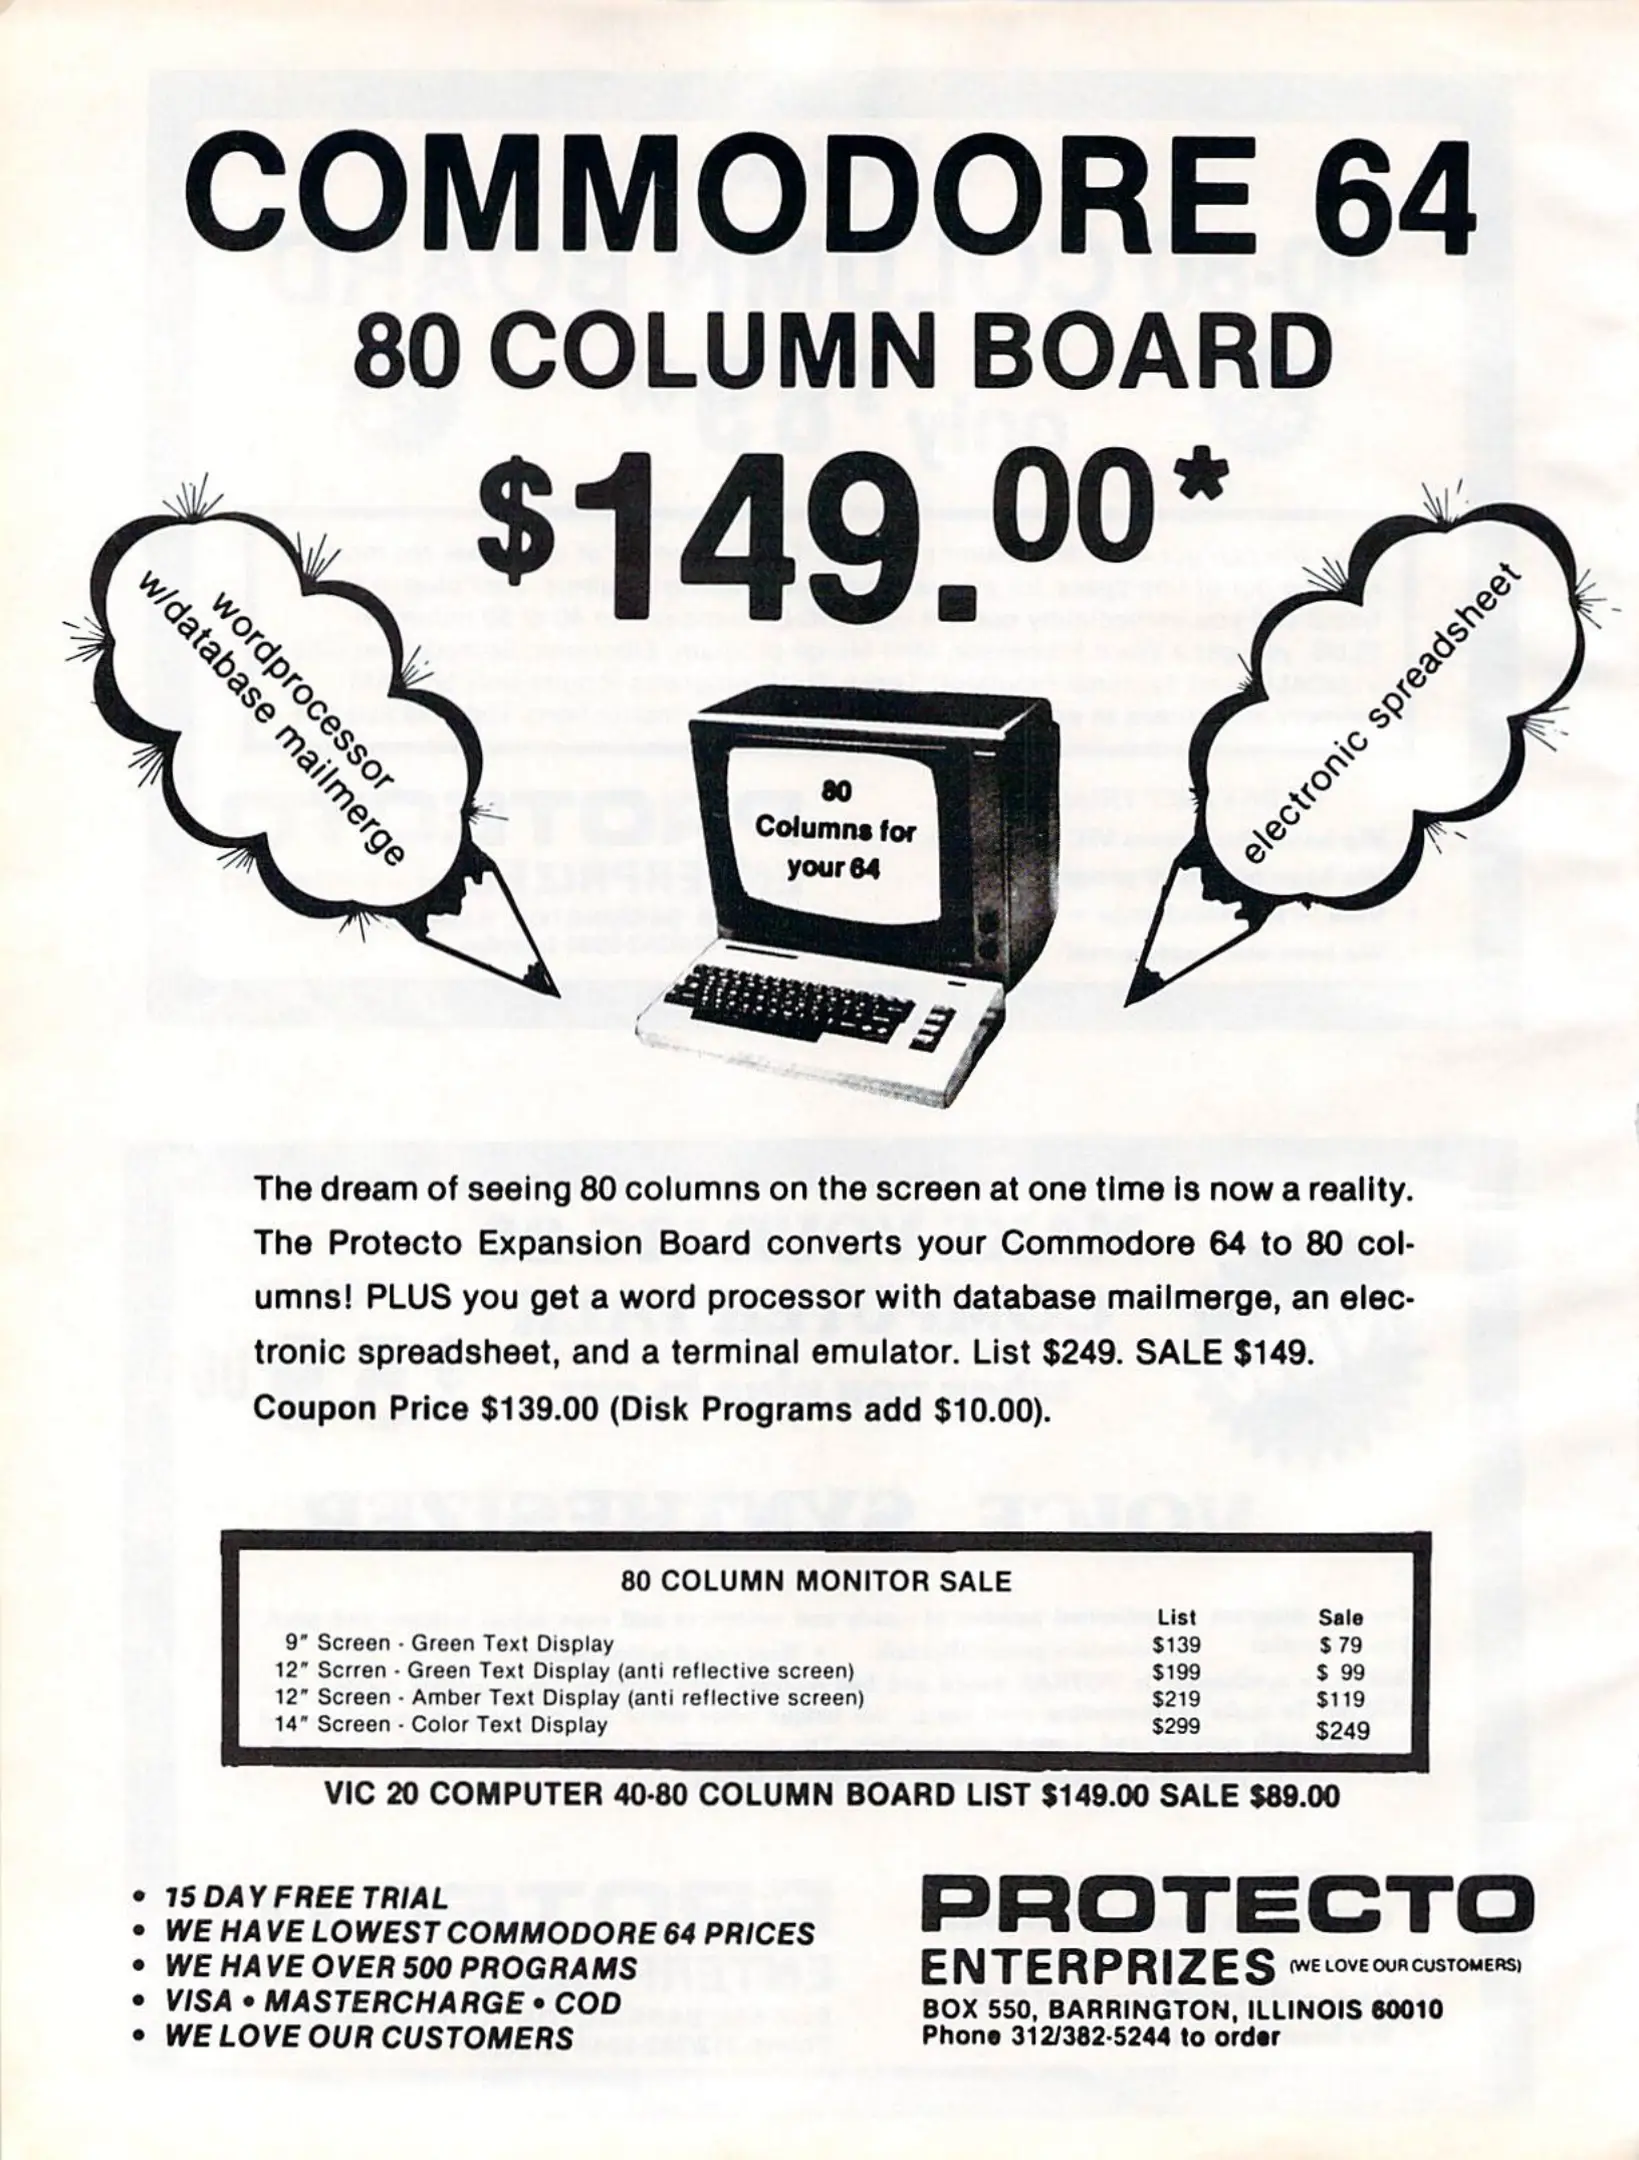 COMMODORE 64
80 COLUMN BOARD
$149.00*
wordprocessor
w/database mailmerge
electronic spreadsheet
80
Columns for
your 64
The dream of seeing 80 columns on the screen at one time is now a reality.
The Protecto Expansion Board converts your Commodore 64 to 80 col-
umns! PLUS you get a word processor with database mailmerge, an elec-
tronic spreadsheet, and a terminal emulator. List $249. SALE $149.
Coupon Price $139.00 (Disk Programs add $10.00).
80 COLUMN MONITOR SALE
List Sale
9" Screen - Green Text Display $139 $ 79
12" Scrren - Green Text Display (anti reflective screen) $199 $ 99
12" Screen - Amber Text Display (anti reflective screen) $219 $119
14" Screen - Color Text Display $299 $249
VIC 20 COMPUTER 40-80 COLUMN BOARD LIST $149.00 SALE $89.00
• 15 DAY FREE TRIAL
• WE HAVE LOWEST COMMODORE 64 PRICES
• WE HAVE OVER 500 PROGRAMS
• VISA • MASTERCHARGE • COD
• WE LOVE OUR CUSTOMERS
PROTECTO
ENTERPRIZES (WE LOVE OUR CUSTOMERS)
BOX 550, BARRINGTON, ILLINOIS 60010
Phone 312/382-5244 to order